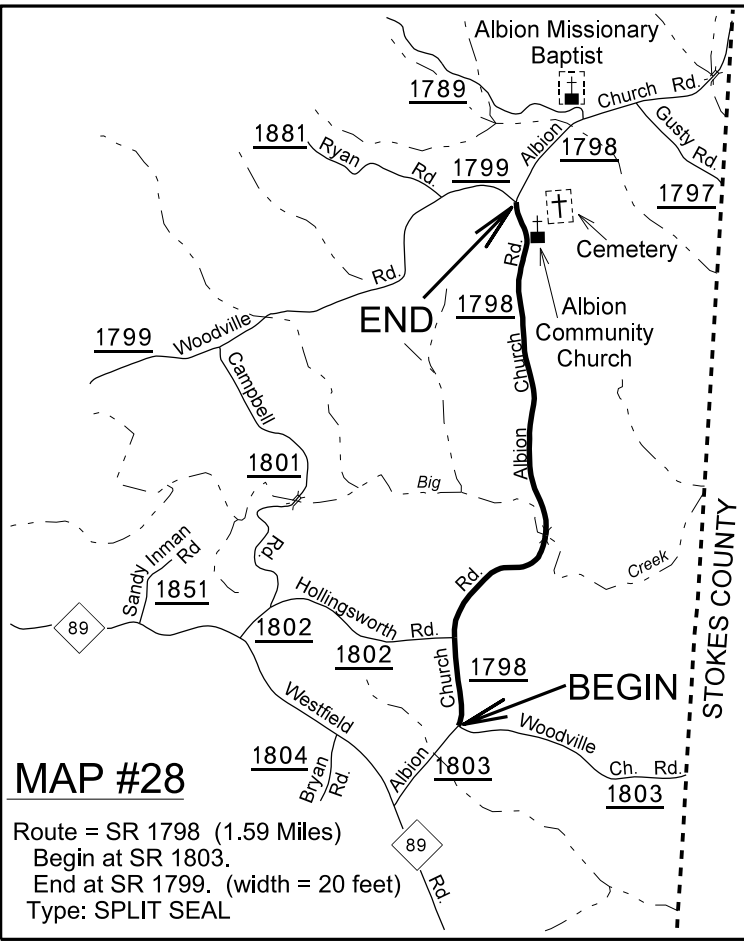 Albion Missionary
Baptist
1789
Church Rd.
1881
Ryan Rd.
1799
Albion
1798
Gusty Rd.
1797
Cemetery
Rd.
END
1798
Albion
Community
Church
Rd.
1799
Woodville
Church
Campbell
Albion
1801
Big
STOKES COUNTY
Rd.
Creek
Sandy Inman
Rd
1851
Rd.
89
Hollingsworth Rd.
1802
1802
Church
1798
BEGIN
Westfield
Woodville
Ch. Rd.
1804
Bryan
Rd.
Albion
1803
1803
MAP #28
89
Rd.
Route = SR 1798 (1.59 Miles)
Begin at SR 1803.
End at SR 1799. (width = 20 feet)
Type: SPLIT SEAL